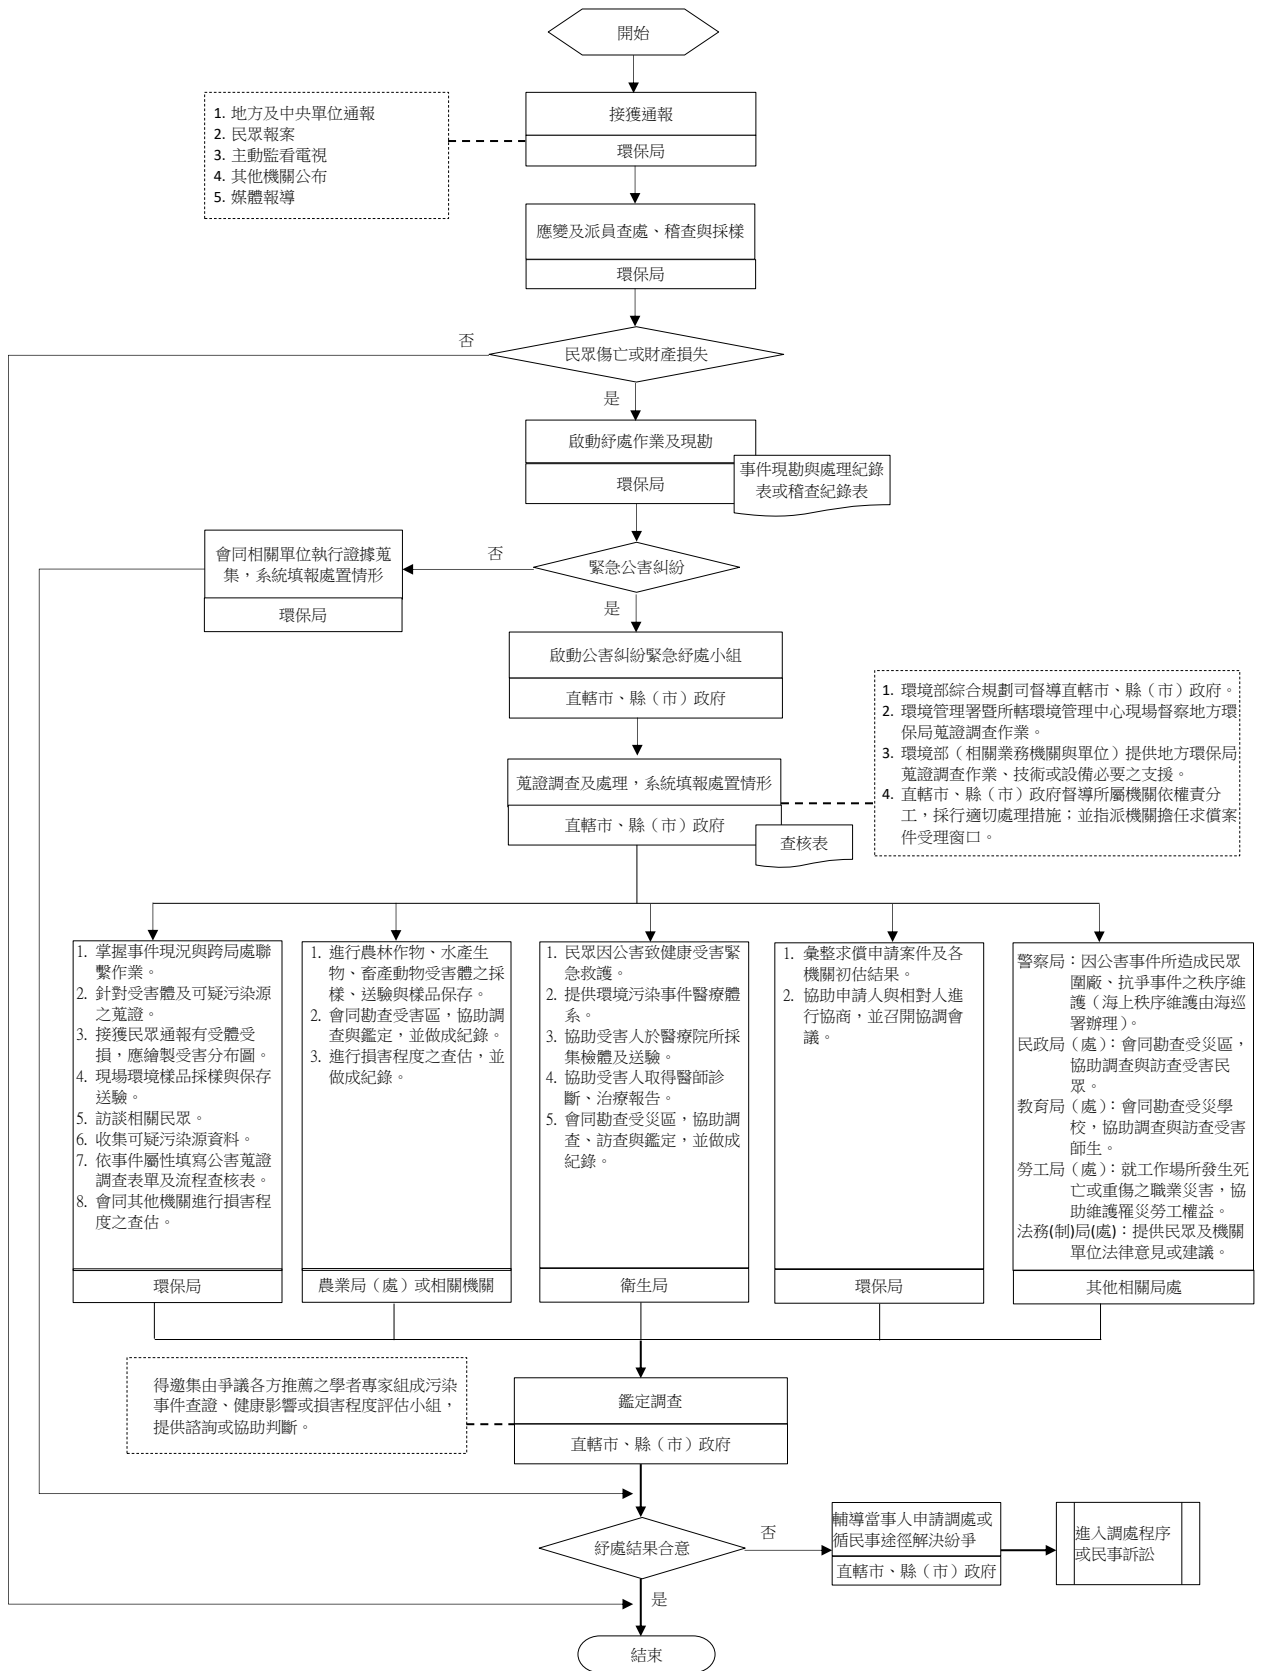 開始
1. 地方及中央單位通報
2. 民眾報案
3. 主動監看電視
4. 其他機關公布
5. 媒體報導
接獲通報
環保局
應變及派員查處、稽查與採樣
環保局
否
民眾傷亡或財產損失
是
啟動紓處作業及現勘
環保局
事件現勘與處理紀錄
表或稽查紀錄表
會同相關單位執行證據蒐
集，系統填報處置情形
環保局
否
緊急公害糾紛
是
啟動公害糾紛緊急紓處小組
直轄市、縣（市）政府
蒐證調查及處理，系統填報處置情形
直轄市、縣（市）政府
查核表
1. 環境部綜合規劃司督導直轄市、縣（市）政府。
2. 環境管理署暨所轄環境管理中心現場督察地方環
保局蒐證調查作業。
3. 環境部（相關業務機關與單位）提供地方環保局
蒐證調查作業、技術或設備必要之支援。
4. 直轄市、縣（市）政府督導所屬機關依權責分
工，採行適切處理措施；並指派機關擔任求償案
件受理窗口。
1. 掌握事件現況與跨局處聯
繫作業。
2. 針對受害體及可疑污染源
之蒐證。
3. 接獲民眾通報有受體受
損，應繪製受害分布圖。
4. 現場環境樣品採樣與保存
送驗。
5. 訪談相關民眾。
6. 收集可疑污染源資料。
7. 依事件屬性填寫公害蒐證
調查表單及流程查核表。
8. 會同其他機關進行損害程
度之查估。
環保局
1. 進行農林作物、水產生
物、畜產動物受害體之採
樣、送驗與樣品保存。
2. 會同勘查受害區，協助調
查與鑑定，並做成紀錄。
3. 進行損害程度之查估，並
做成紀錄。
農業局（處）或相關機關
1. 民眾因公害致健康受害緊
急救護。
2. 提供環境污染事件醫療體
系。
3. 協助受害人於醫療院所採
集檢體及送驗。
4. 協助受害人取得醫師診
斷、治療報告。
5. 會同勘查受災區，協助調
查、訪查與鑑定，並做成
紀錄。
衛生局
1. 彙整求償申請案件及各
機關初估結果。
2. 協助申請人與相對人進
行協商，並召開協調會
議。
環保局
警察局：因公害事件所造成民眾
圍廠、抗爭事件之秩序維
護（海上秩序維護由海巡
署辦理）。
民政局（處）：會同勘查受災區，
協助調查與訪查受害民
眾。
教育局（處）：會同勘查受災學
校，協助調查與訪查受害
師生。
勞工局（處）：就工作場所發生死
亡或重傷之職業災害，協
助維護罹災勞工權益。
法務(制)局(處)：提供民眾及機關
單位法律意見或建議。
其他相關局處
得邀集由爭議各方推薦之學者專家組成污染
事件查證、健康影響或損害程度評估小組，
提供諮詢或協助判斷。
鑑定調查
直轄市、縣（市）政府
紓處結果合意
否
輔導當事人申請調處或
循民事途徑解決紛爭
直轄市、縣（市）政府
進入調處程序
或民事訴訟
是
結束